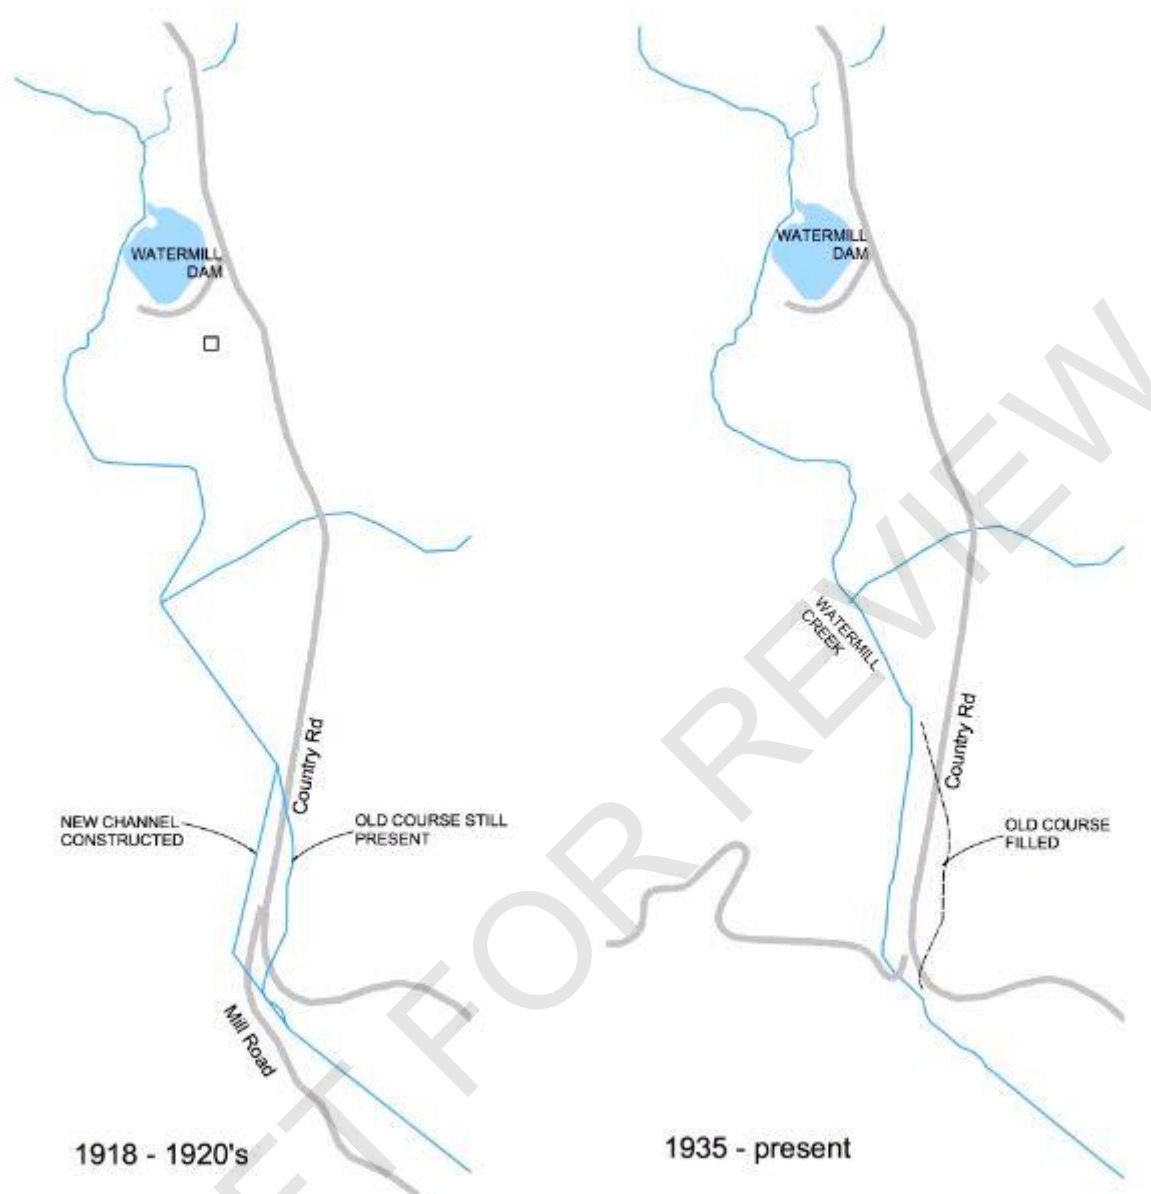 WATERMILL
DAM
Country Rd
NEW CHANNEL
CONSTRUCTED
OLD COURSE STILL
PRESENT
Mill Road
1918 - 1920's
WATERMILL
DAM
WATERMILL
CREEK
Country Rd
OLD COURSE
FILLED
1935 - present
FOR REVIEW